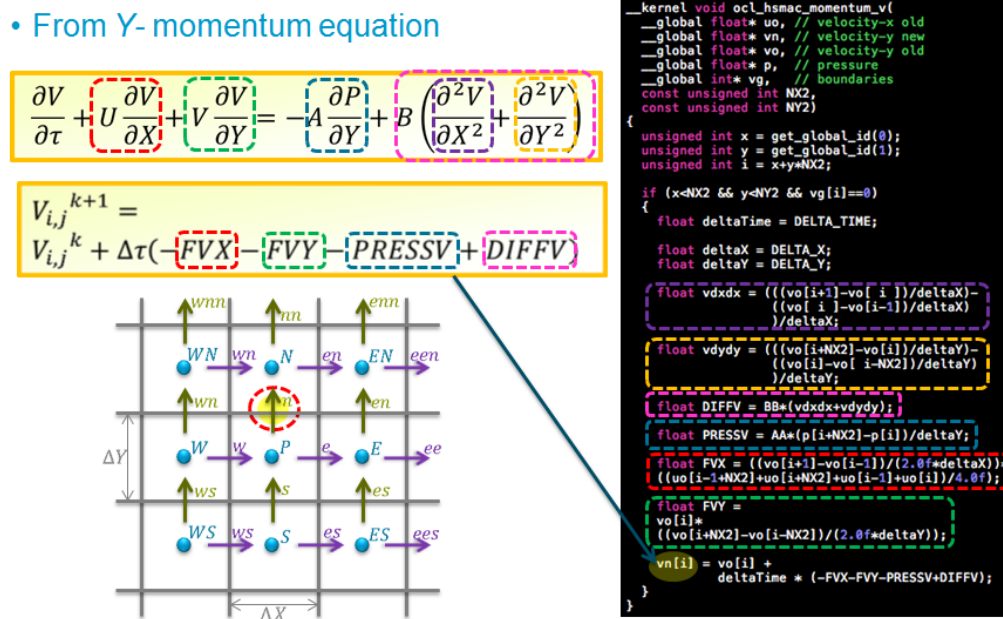 • From Y- momentum equation
∂V/∂τ + U ∂V/∂X + V ∂V/∂Y = −A ∂P/∂Y + B (∂²V/∂X² + ∂²V/∂Y²)
V_{i,j}^{k+1} =
V_{i,j}^k + Δτ(−FVX−FVY−PRESSV+DIFFV)
wnn nn enn
WN wn N en EN een
wn n en
ΔY W w P e E ee
ws s es
WS ws S es ES ees
ΔX
__kernel void ocl_hsmac_momentum_v(
__global float* uo, // velocity-x old
__global float* vn, // velocity-y new
__global float* vo, // velocity-y old
__global float* p, // pressure
__global int* vg, // boundaries
const unsigned int NX2,
const unsigned int NY2)
{
unsigned int x = get_global_id(0);
unsigned int y = get_global_id(1);
unsigned int i = x+y*NX2;
if (x<NX2 && y<NY2 && vg[i]==0)
{
float deltaTime = DELTA_TIME;
float deltaX = DELTA_X;
float deltaY = DELTA_Y;
float vdxdx = (((vo[i+1]-vo[ i ])/deltaX)-
((vo[ i ]-vo[i-1])/deltaX)
)/deltaX;
float vdydy = (((vo[i+NX2]-vo[i])/deltaY)-
((vo[i]-vo[ i-NX2])/deltaY)
)/deltaY;
float DIFFV = BB*(vdxdx+vdydy);
float PRESSV = AA*(p[i+NX2]-p[i])/deltaY;
float FVX = ((vo[i+1]-vo[i-1])/(2.0f*deltaX))*
((uo[i-1+NX2]+uo[i+NX2]+uo[i-1]+uo[i])/4.0f);
float FVY =
vo[i]*
((vo[i+NX2]-vo[i-NX2])/(2.0f*deltaY));
vn[i] = vo[i] +
deltaTime * (-FVX-FVY-PRESSV+DIFFV);
}
}